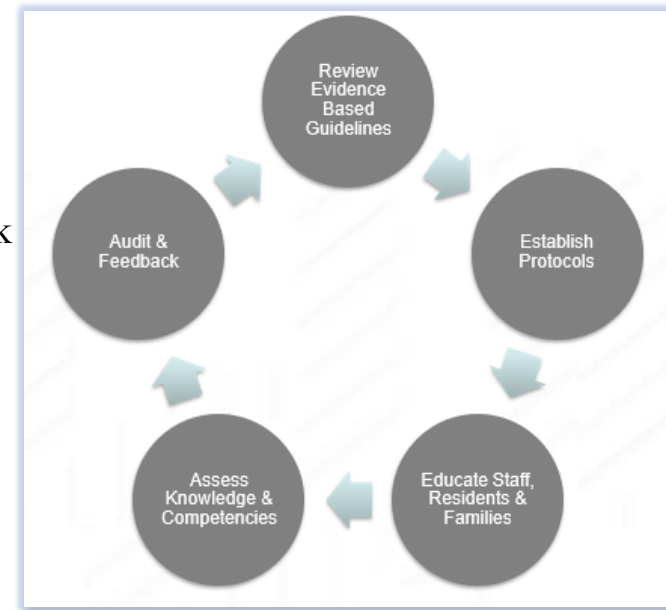 Review
Evidence
Based
Guidelines
Establish
Protocols
Educate Staff,
Residents &
Families
Assess
Knowledge &
Competencies
Audit &
Feedback